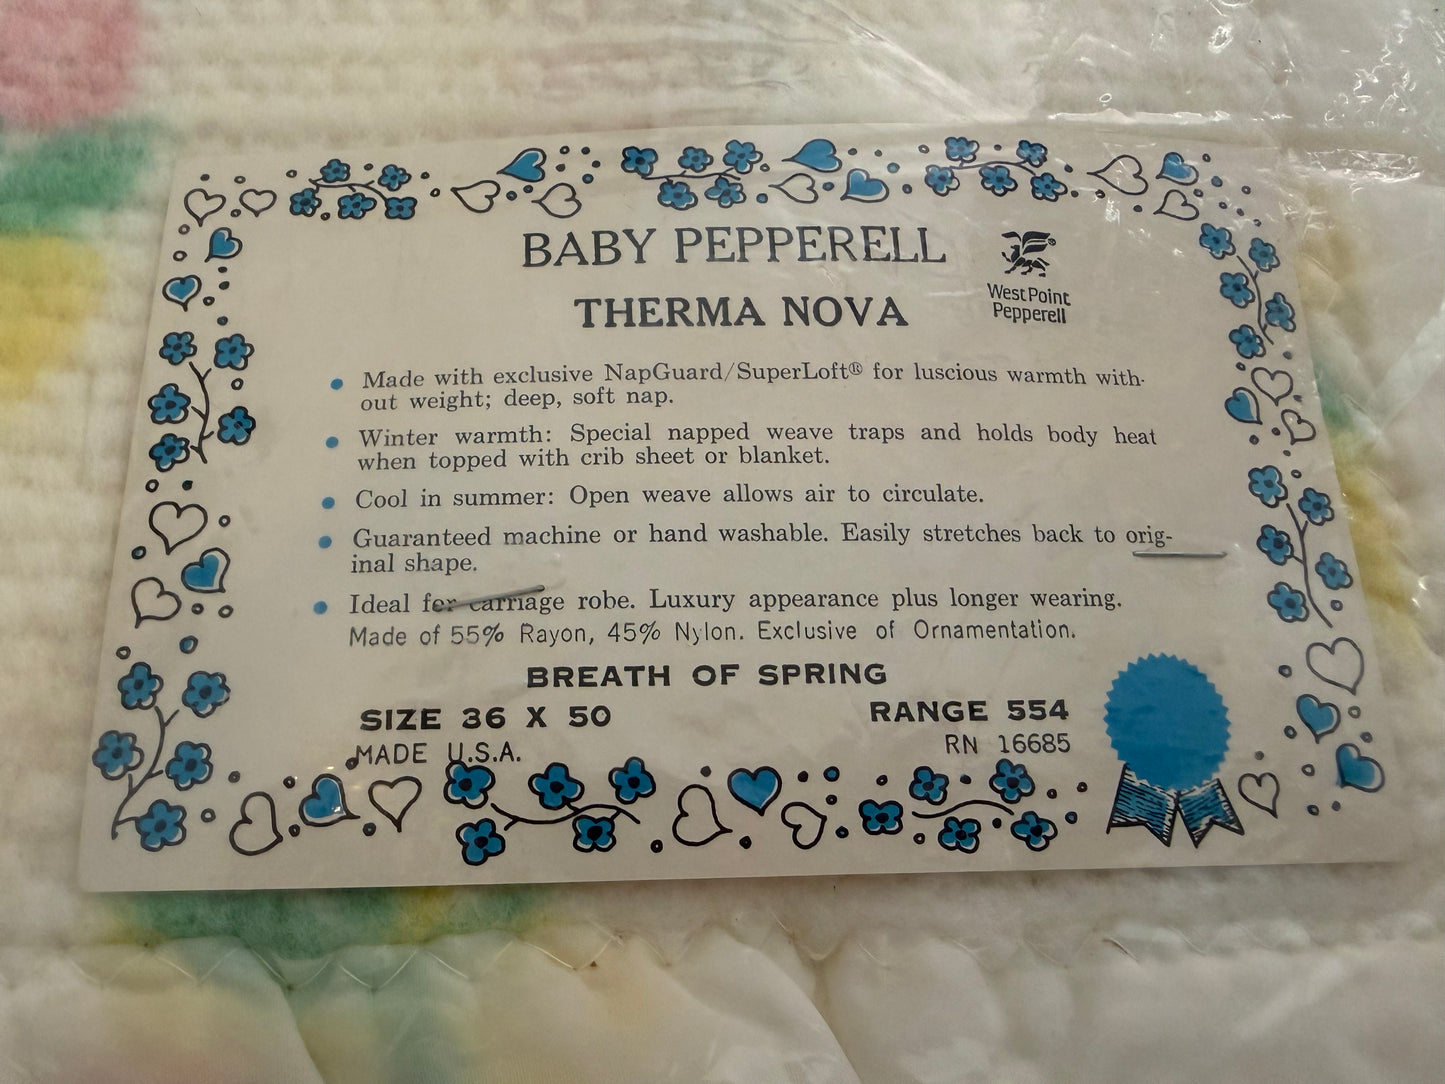 BABY PEPPERELL
THERMA NOVA
WestPoint
Pepperell
• Made with exclusive NapGuard/SuperLoft® for luscious warmth with-
out weight; deep, soft nap.
• Winter warmth: Special napped weave traps and holds body heat
when topped with crib sheet or blanket.
• Cool in summer: Open weave allows air to circulate.
• Guaranteed machine or hand washable. Easily stretches back to orig-
inal shape.
• Ideal for carriage robe. Luxury appearance plus longer wearing.
Made of 55% Rayon, 45% Nylon. Exclusive of Ornamentation.
BREATH OF SPRING
SIZE 36 X 50
RANGE 554
MADE U.S.A.
RN 16685